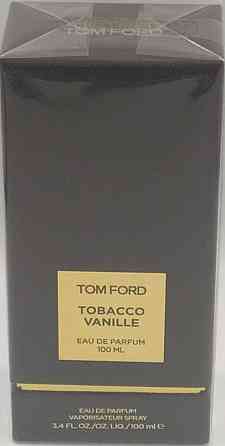 TOM FORD
TOM FORD
TOBACCO
VANILLE
EAU DE PARFUM
100 ML
EAU DE PARFUM
VAPORISATEUR SPRAY
3.4 FL.OZ./OZ. LIQ./100 ml ℮